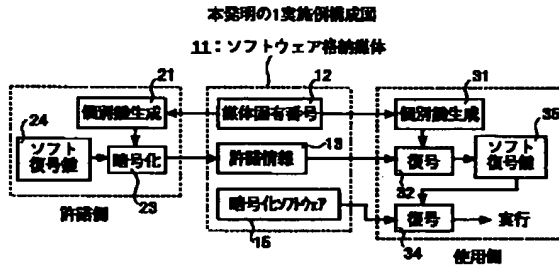 本発明の1実施例構成図
11：ソフトウェア格納媒体
21
12
31
35
24
個別鍵生成
媒体固有番号
個別鍵生成
ソフト
復号鍵
13
ソフト
復号鍵
暗号化
許諾情報
復号
23
32
許諾側
暗号化ソフトウェア
復号
実行
15
34
使用側